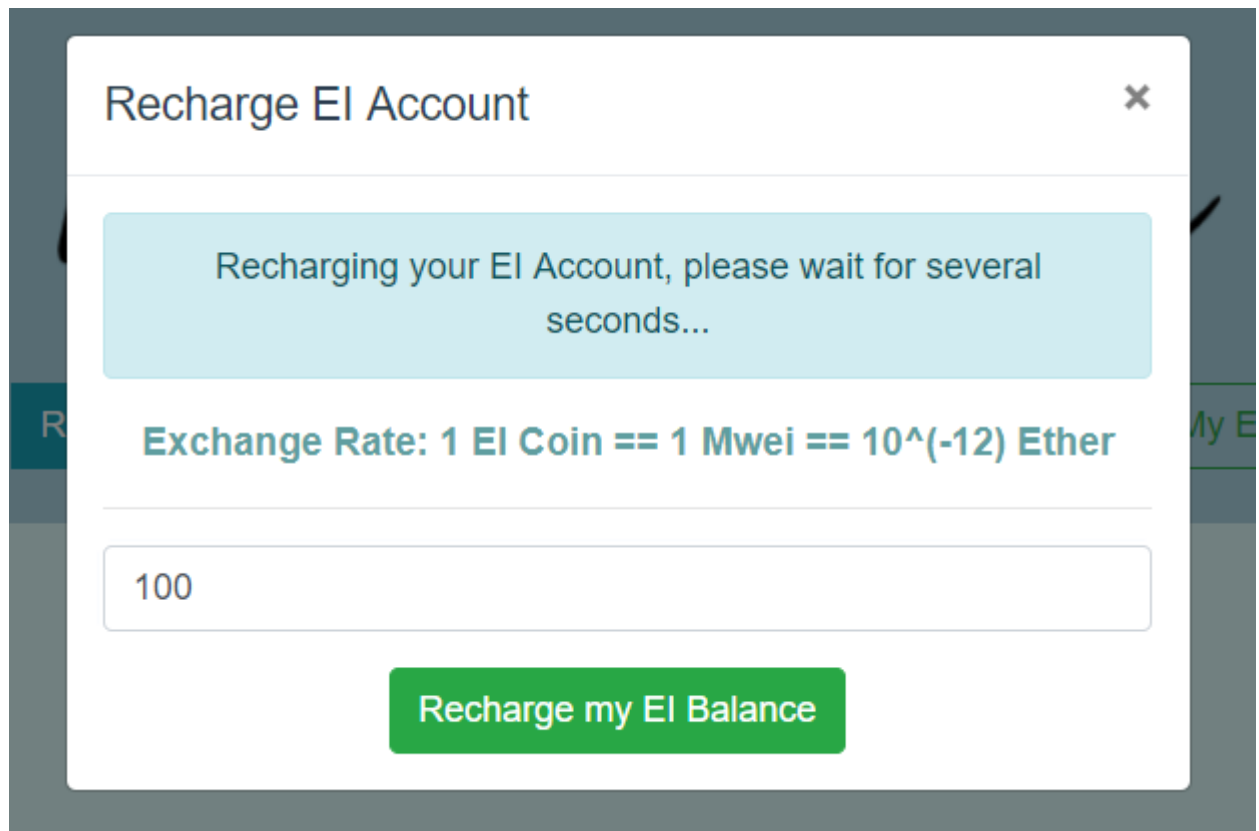 Recharge EI Account
×
Recharging your EI Account, please wait for several
seconds...
R
My E
Exchange Rate: 1 EI Coin == 1 Mwei == 10^(-12) Ether
100
Recharge my EI Balance